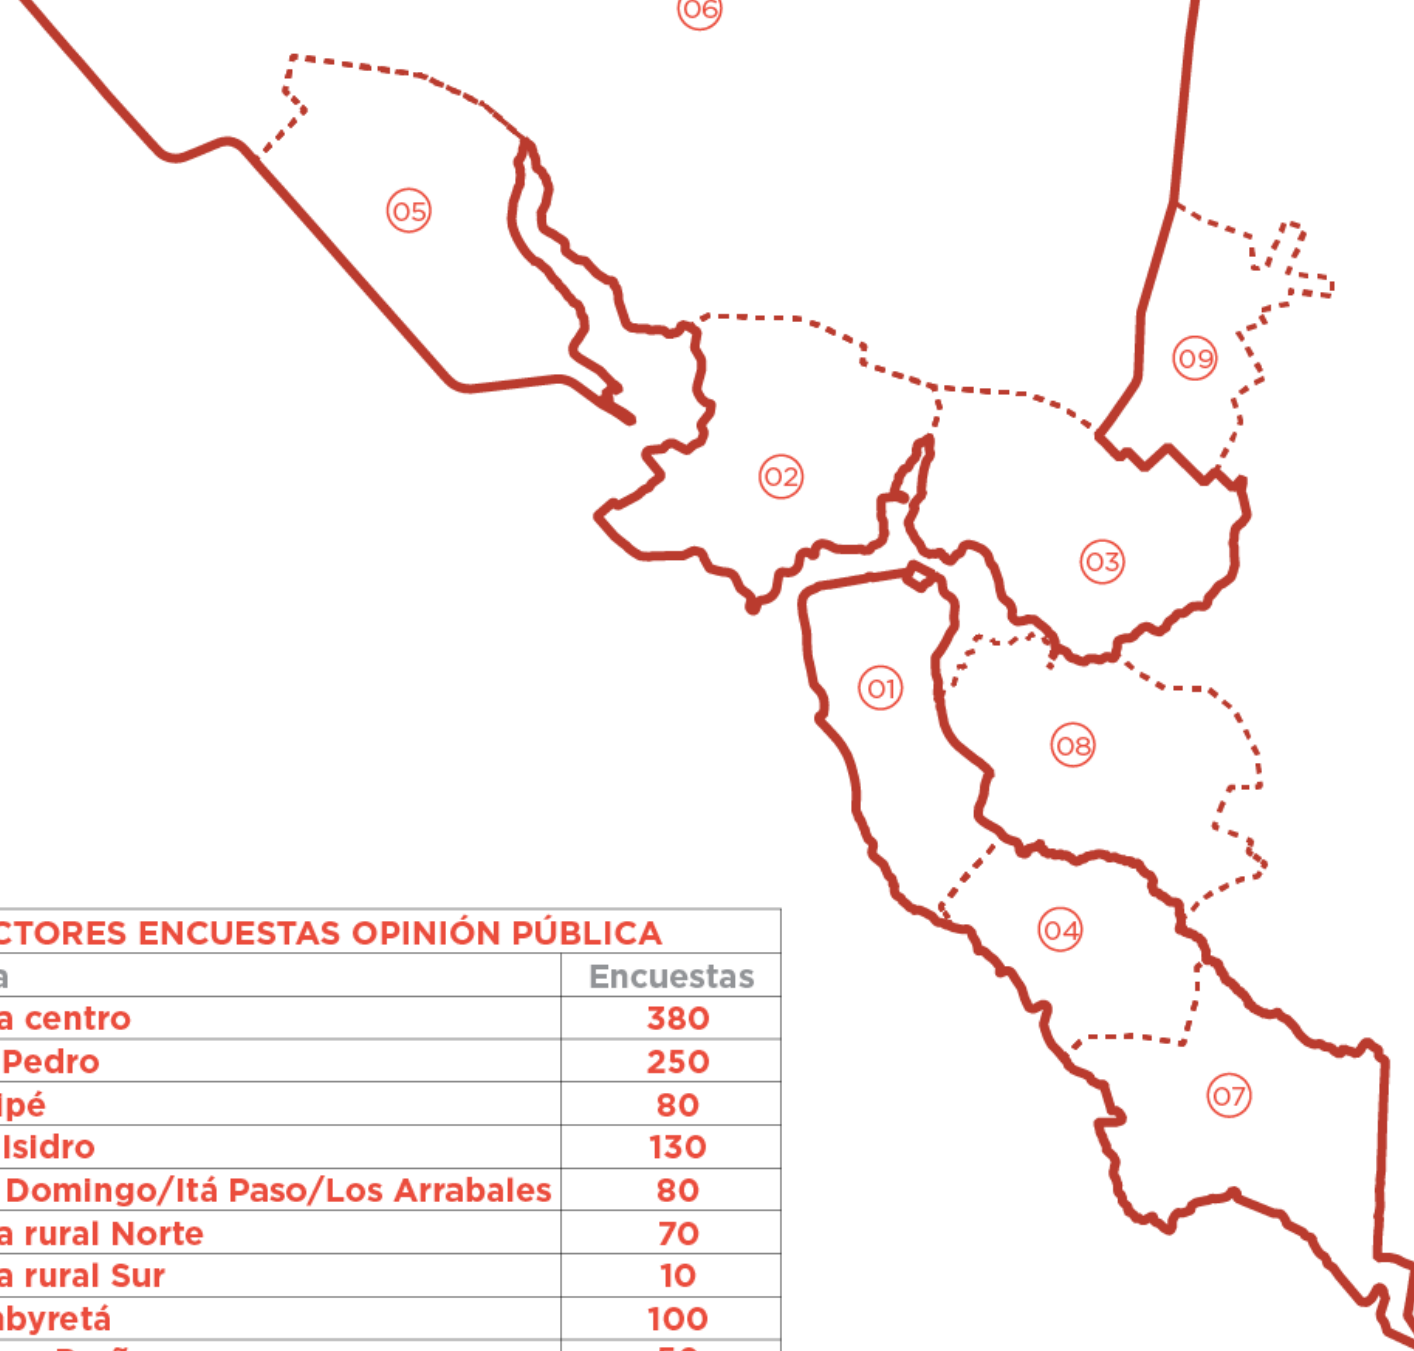 06
05
09
02
03
01
08
04
07
CTORES ENCUESTAS OPINIÓN PÚBLICA
a Encuestas
a centro 380
Pedro 250
ipé 80
Isidro 130
Domingo/Itá Paso/Los Arrabales 80
a rural Norte 70
a rural Sur 10
byretá 100